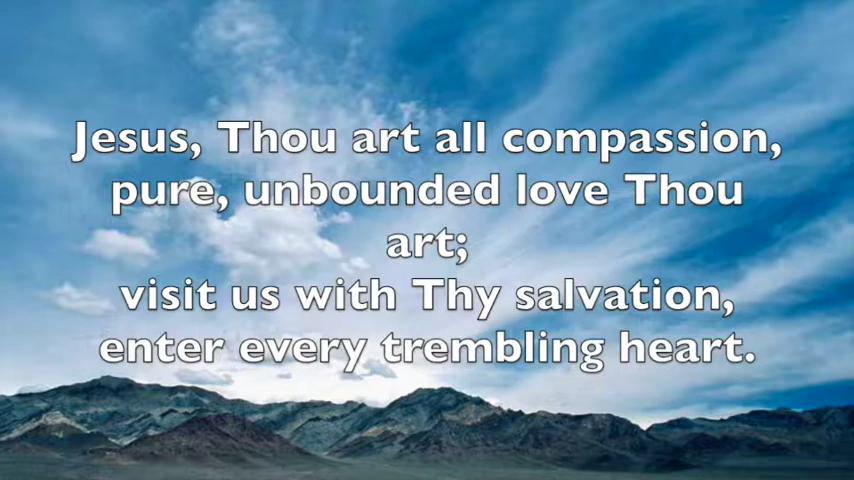 Jesus, Thou art all compassion,
pure, unbounded love Thou
art;
visit us with Thy salvation,
enter every trembling heart.